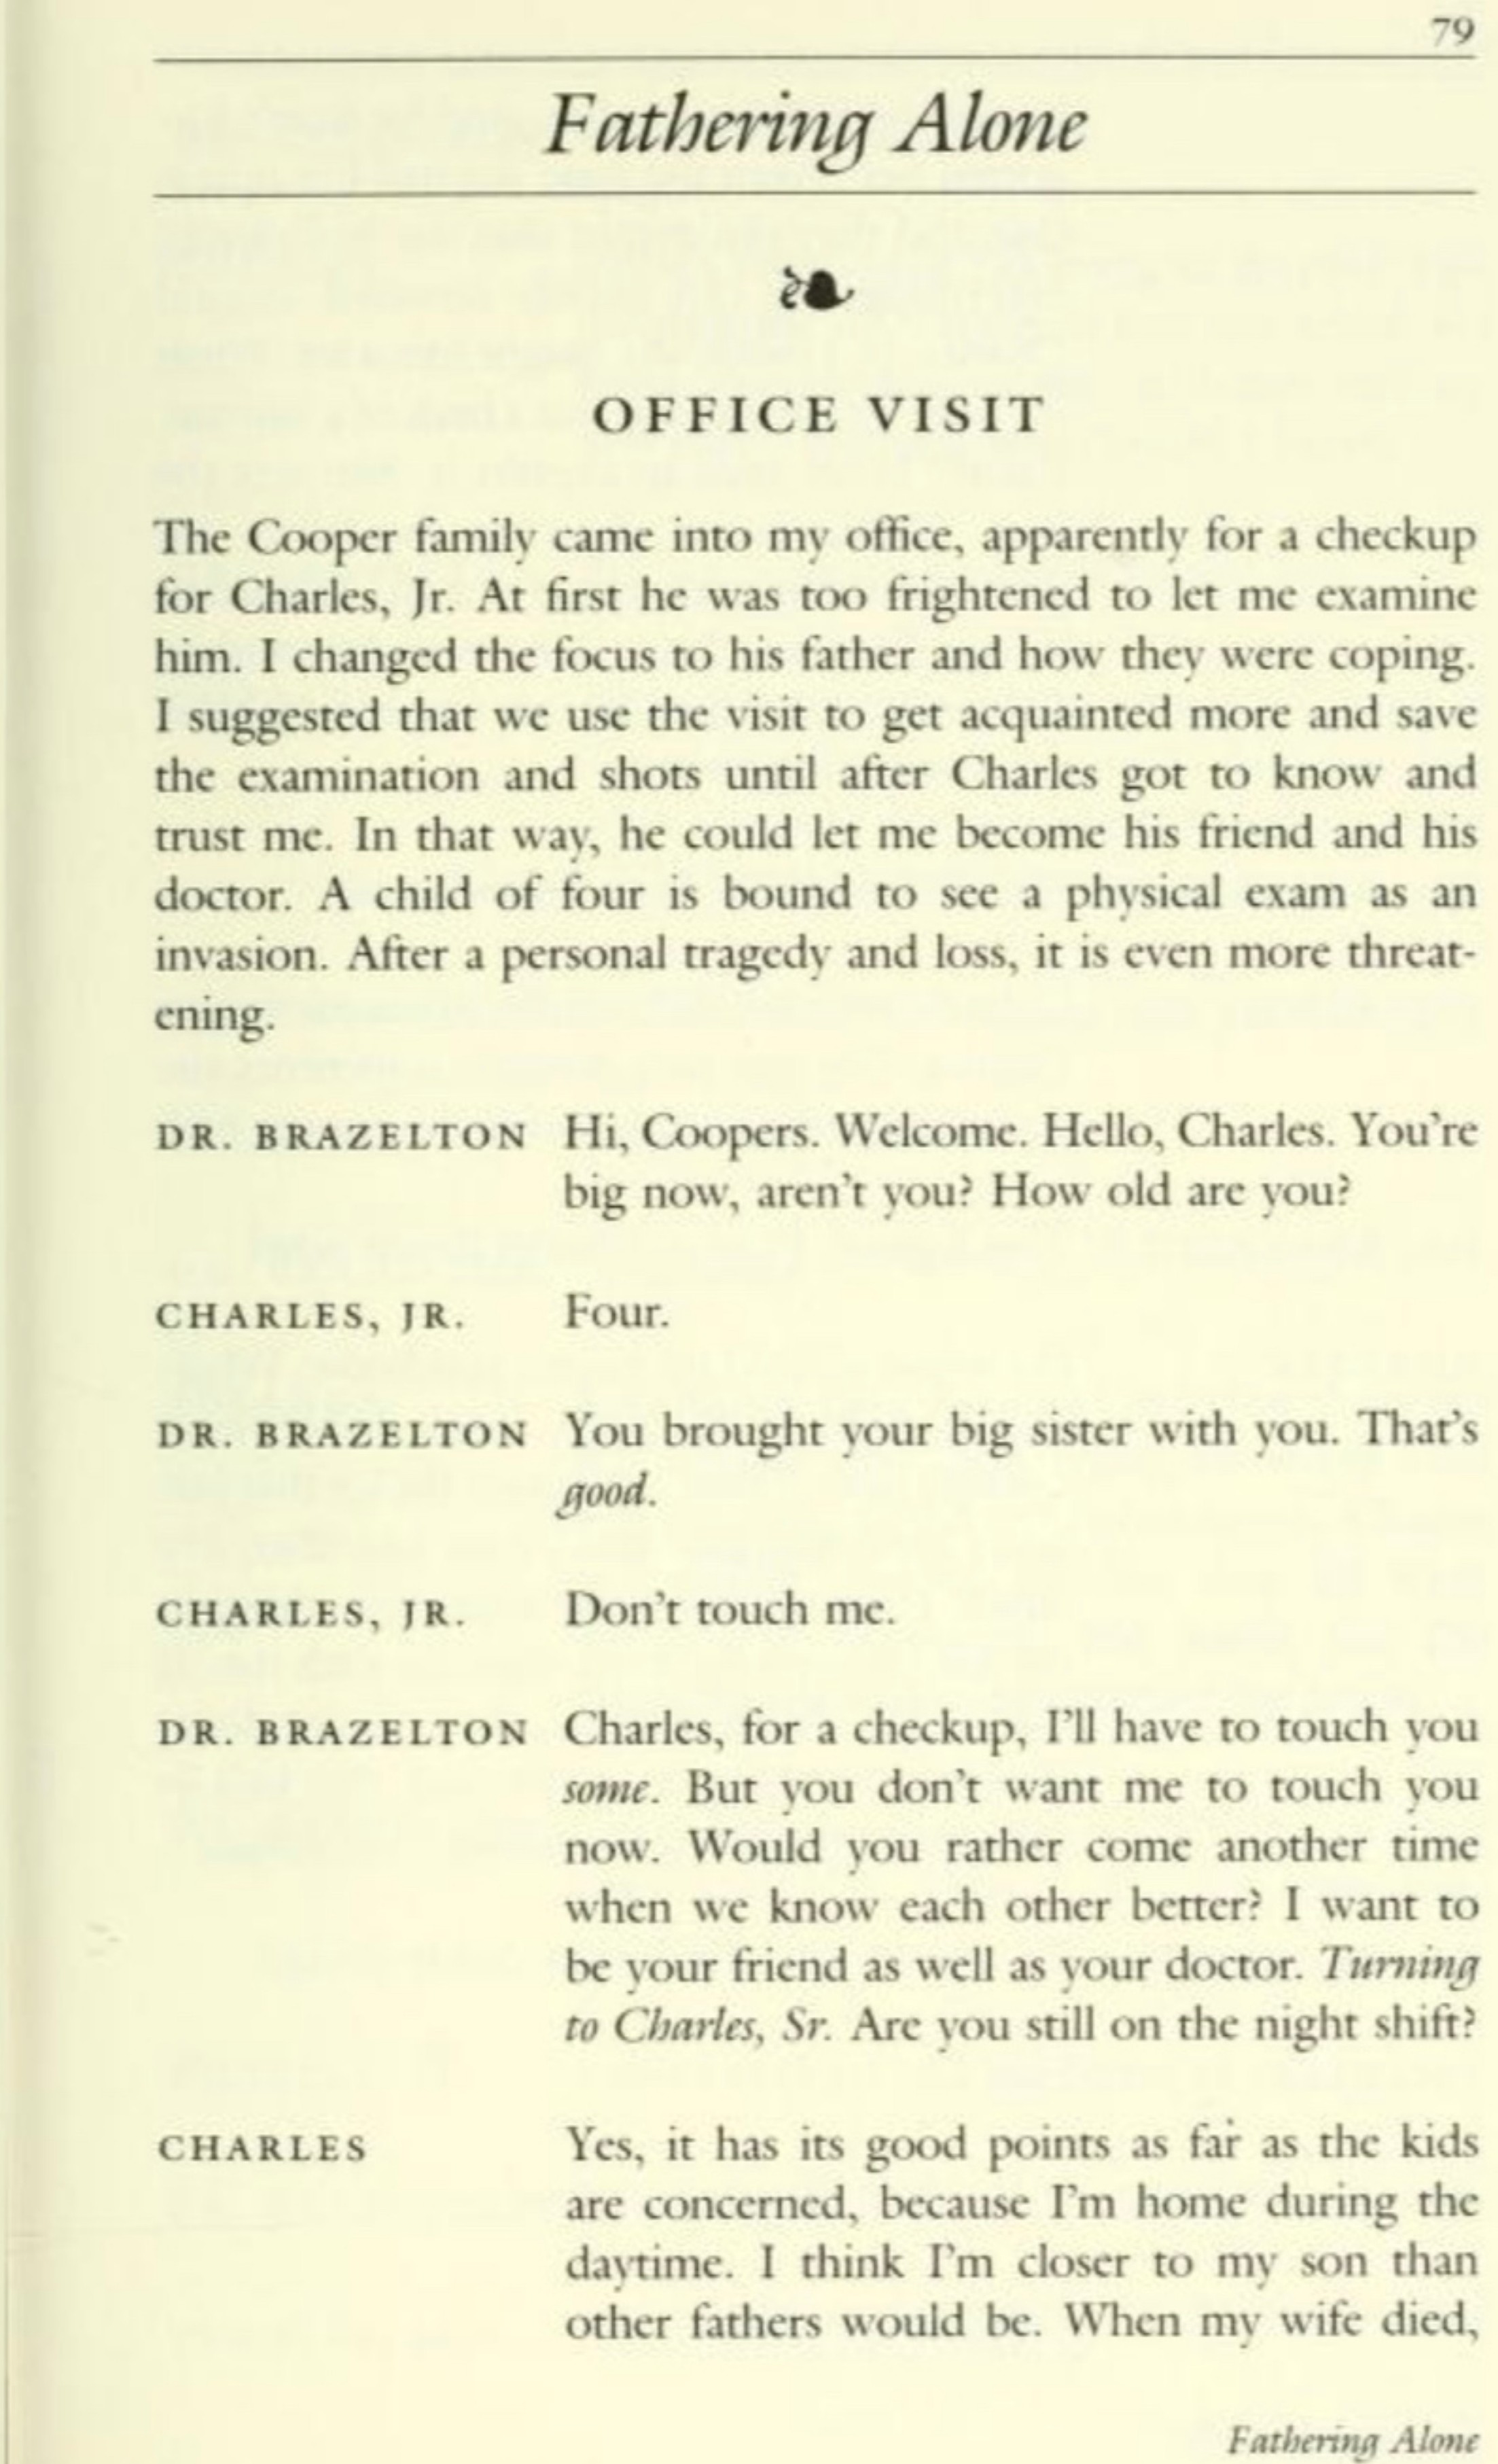 79
Fathering Alone
OFFICE VISIT
The Cooper family came into my office, apparently for a checkup
for Charles, Jr. At first he was too frightened to let me examine
him. I changed the focus to his father and how they were coping.
I suggested that we use the visit to get acquainted more and save
the examination and shots until after Charles got to know and
trust me. In that way, he could let me become his friend and his
doctor. A child of four is bound to see a physical exam as an
invasion. After a personal tragedy and loss, it is even more threat-
ening.
DR. BRAZELTON Hi, Coopers. Welcome. Hello, Charles. You're
big now, aren't you? How old are you?
CHARLES, JR. Four.
DR. BRAZELTON You brought your big sister with you. That's
good.
CHARLES, JR. Don't touch me.
DR. BRAZELTON Charles, for a checkup, I'll have to touch you
some. But you don't want me to touch you
now. Would you rather come another time
when we know each other better? I want to
be your friend as well as your doctor. Turning
to Charles, Sr. Are you still on the night shift?
CHARLES Yes, it has its good points as far as the kids
are concerned, because I'm home during the
daytime. I think I'm closer to my son than
other fathers would be. When my wife died,
Fathering Alone